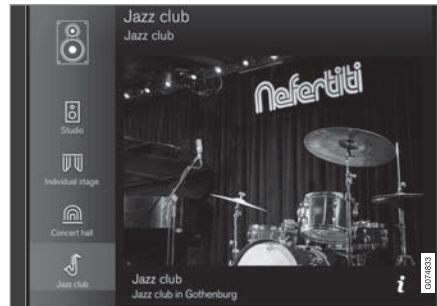 Jazz club
Jazz club
Nefertiti
Studio
Individual stage
Concert hall
Jazz club
Jazz club
Jazz club in Gothenburg
i
G074833